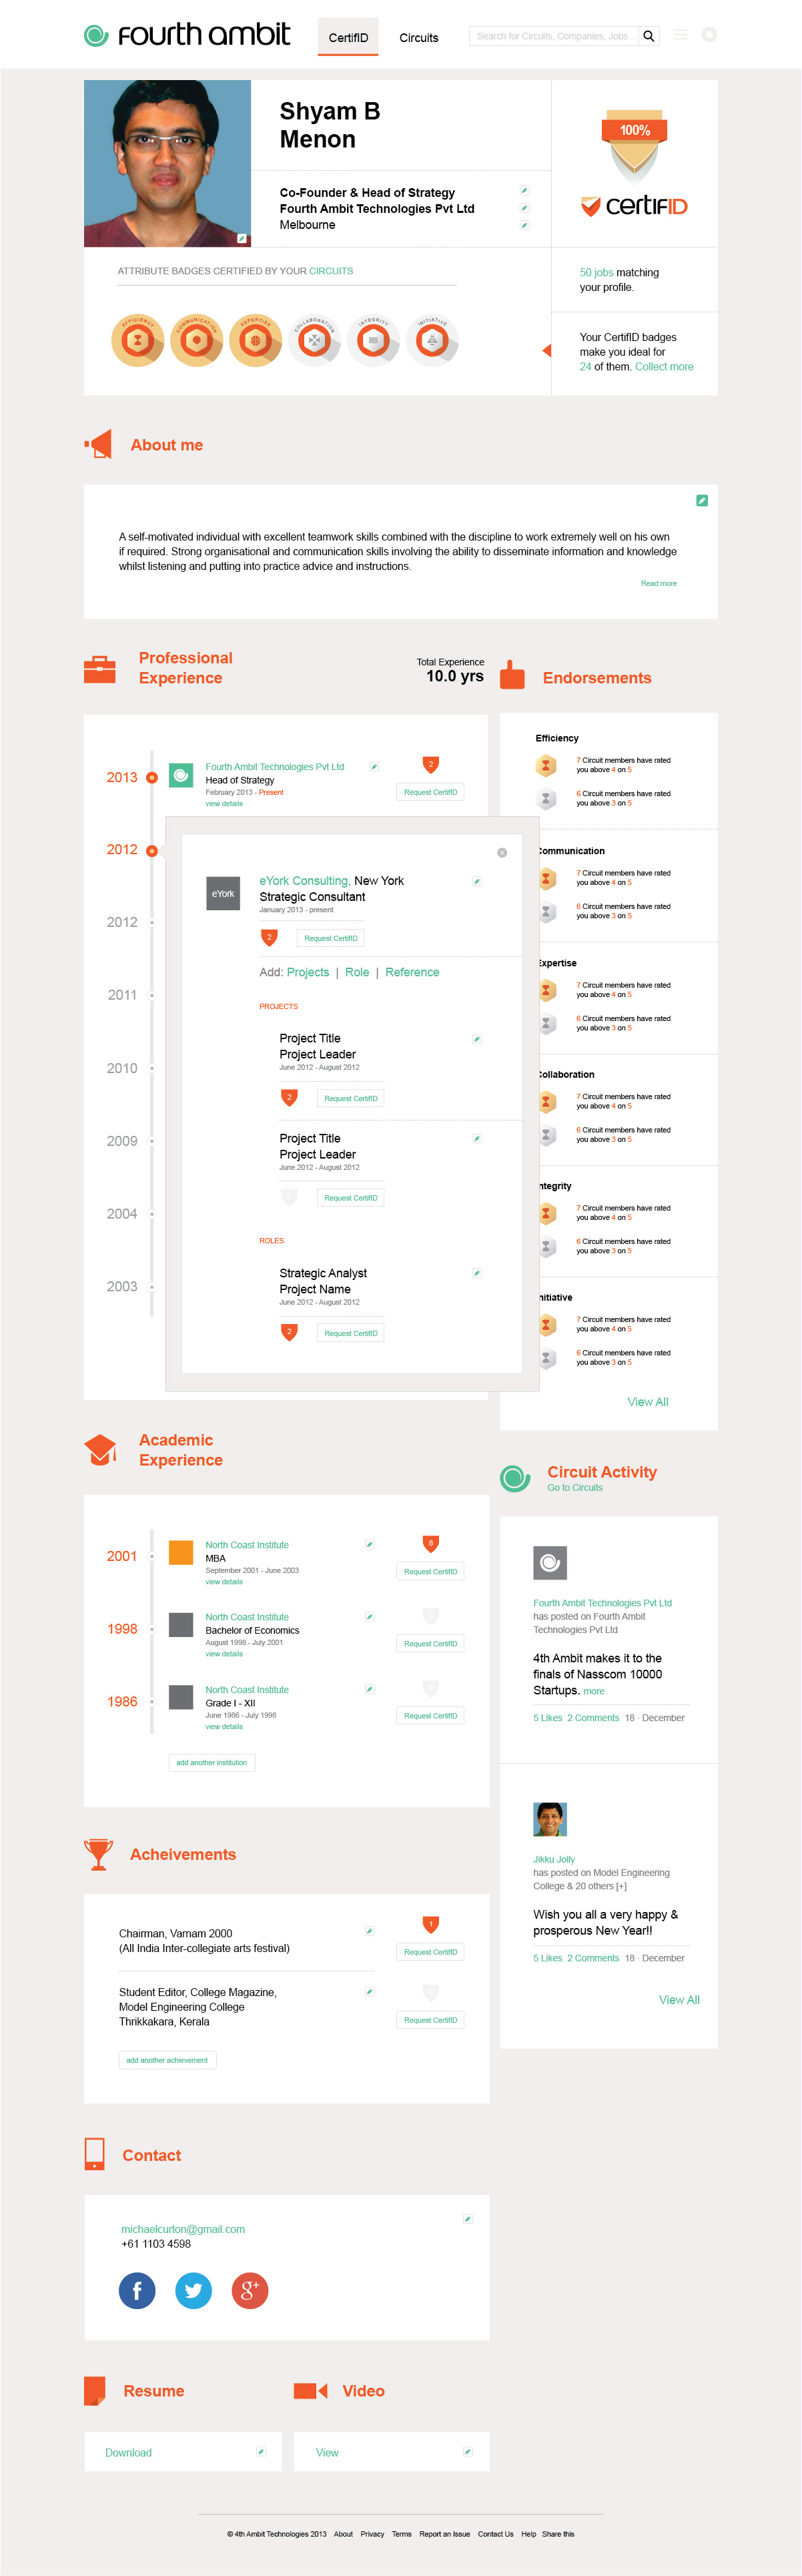 fourth ambit
CertifID
Circuits
Search for Circuits, Companies, Jobs...
Shyam B
Menon
Co-Founder & Head of Strategy
Fourth Ambit Technologies Pvt Ltd
Melbourne
100%
certifID
ATTRIBUTE BADGES CERTIFIED BY YOUR CIRCUITS
EFFICIENCY
COMMUNICATION
EXPERTISE
COLLABORATION
INTEGRITY
INITIATIVE
50 jobs matching
your profile.
Your CertifID badges
make you ideal for
24 of them. Collect more
About me
A self-motivated individual with excellent teamwork skills combined with the discipline to work extremely well on his own
if required. Strong organisational and communication skills involving the ability to disseminate information and knowledge
whilst listening and putting into practice advice and instructions.
Read more
Professional
Experience
Total Experience
10.0 yrs
2013
Fourth Ambit Technologies Pvt Ltd
Head of Strategy
February 2013 - Present
view details
2
Request CertifID
2012
2012
2011
2010
2009
2004
2003
eYork
eYork Consulting, New York
Strategic Consultant
January 2013 - present
2
Request CertifID
Add: Projects | Role | Reference
PROJECTS
Project Title
Project Leader
June 2012 - August 2012
2
Request CertifID
Project Title
Project Leader
June 2012 - August 2012
Request CertifID
ROLES
Strategic Analyst
Project Name
June 2012 - August 2012
2
Request CertifID
Endorsements
Efficiency
7 Circuit members have rated
you above 4 on 5
6 Circuit members have rated
you above 3 on 5
Communication
7 Circuit members have rated
you above 4 on 5
6 Circuit members have rated
you above 3 on 5
Expertise
7 Circuit members have rated
you above 4 on 5
6 Circuit members have rated
you above 3 on 5
Collaboration
7 Circuit members have rated
you above 4 on 5
6 Circuit members have rated
you above 3 on 5
ntegrity
7 Circuit members have rated
you above 4 on 5
6 Circuit members have rated
you above 3 on 5
nitiative
7 Circuit members have rated
you above 4 on 5
6 Circuit members have rated
you above 3 on 5
View All
Academic
Experience
2001
North Coast Institute
MBA
September 2001 - June 2003
view details
8
Request CertifID
1998
North Coast Institute
Bachelor of Economics
August 1998 - July 2001
view details
Request CertifID
1986
North Coast Institute
Grade I - XII
June 1986 - July 1998
view details
Request CertifID
add another institution
Circuit Activity
Go to Circuits
Fourth Ambit Technologies Pvt Ltd
has posted on Fourth Ambit
Technologies Pvt Ltd
4th Ambit makes it to the
finals of Nasscom 10000
Startups. more
5 Likes 2 Comments 18 · December
Jikku Jolly
has posted on Model Engineering
College & 20 others [+]
Wish you all a very happy &
prosperous New Year!!
5 Likes 2 Comments 18 · December
View All
Acheivements
Chairman, Varnam 2000
(All India Inter-collegiate arts festival)
1
Request CertifID
Student Editor, College Magazine,
Model Engineering College
Thrikkakara, Kerala
Request CertifID
add another achievement
Contact
michaelcurton@gmail.com
+61 1103 4598
f
g+
Resume
Video
Download
View
© 4th Ambit Technologies 2013 About Privacy Terms Report an Issue Contact Us Help Share this